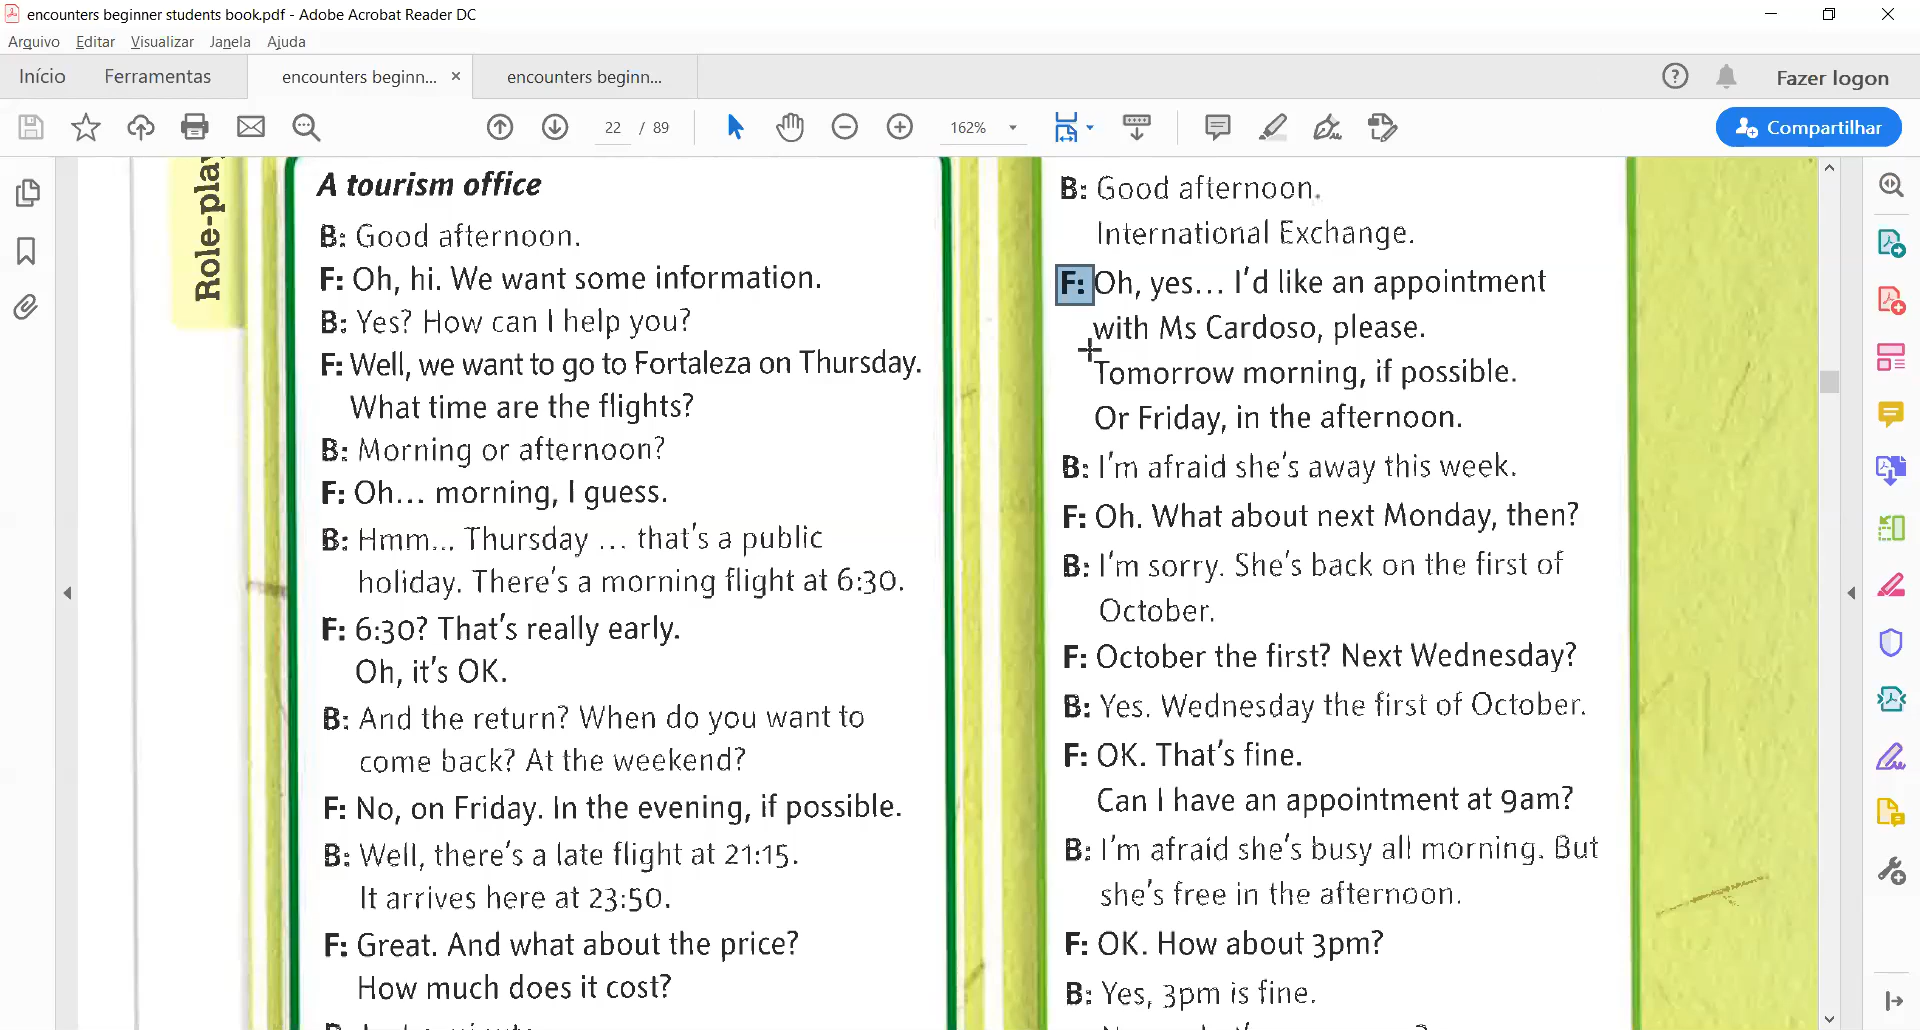 encounters beginner students book.pdf - Adobe Acrobat Reader DC
Arquivo Editar Visualizar Janela Ajuda
Início Ferramentas encounters beginn... × encounters beginn... Fazer logon
22 / 89 162% Compartilhar
Role-play
A tourism office
B: Good afternoon.
F: Oh, hi. We want some information.
B: Yes? How can I help you?
F: Well, we want to go to Fortaleza on Thursday.
What time are the flights?
B: Morning or afternoon?
F: Oh... morning, I guess.
B: Hmm... Thursday ... that's a public
holiday. There's a morning flight at 6:30.
F: 6:30? That's really early.
Oh, it's OK.
B: And the return? When do you want to
come back? At the weekend?
F: No, on Friday. In the evening, if possible.
B: Well, there's a late flight at 21:15.
It arrives here at 23:50.
F: Great. And what about the price?
How much does it cost?
B: Good afternoon.
International Exchange.
F: Oh, yes... I'd like an appointment
with Ms Cardoso, please.
Tomorrow morning, if possible.
Or Friday, in the afternoon.
B: I'm afraid she's away this week.
F: Oh. What about next Monday, then?
B: I'm sorry. She's back on the first of
October.
F: October the first? Next Wednesday?
B: Yes. Wednesday the first of October.
F: OK. That's fine.
Can I have an appointment at 9am?
B: I'm afraid she's busy all morning. But
she's free in the afternoon.
F: OK. How about 3pm?
B: Yes, 3pm is fine.